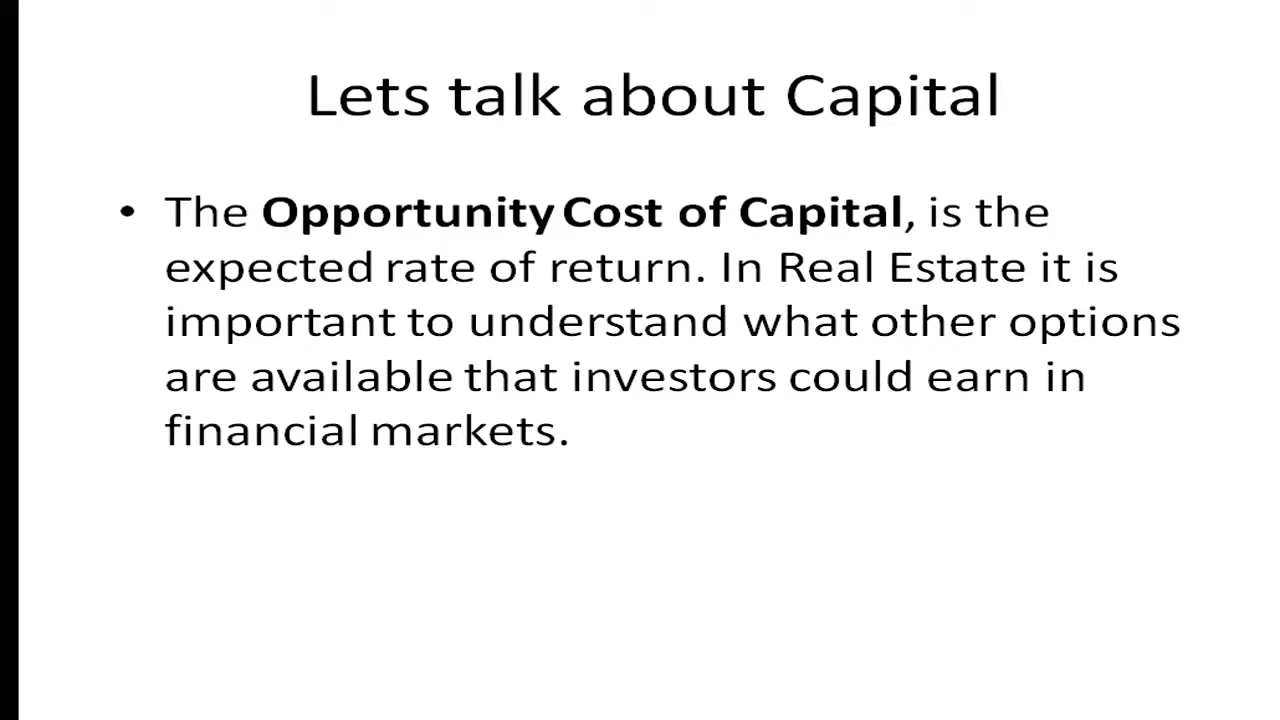 Lets talk about Capital
• The Opportunity Cost of Capital, is the
expected rate of return. In Real Estate it is
important to understand what other options
are available that investors could earn in
financial markets.